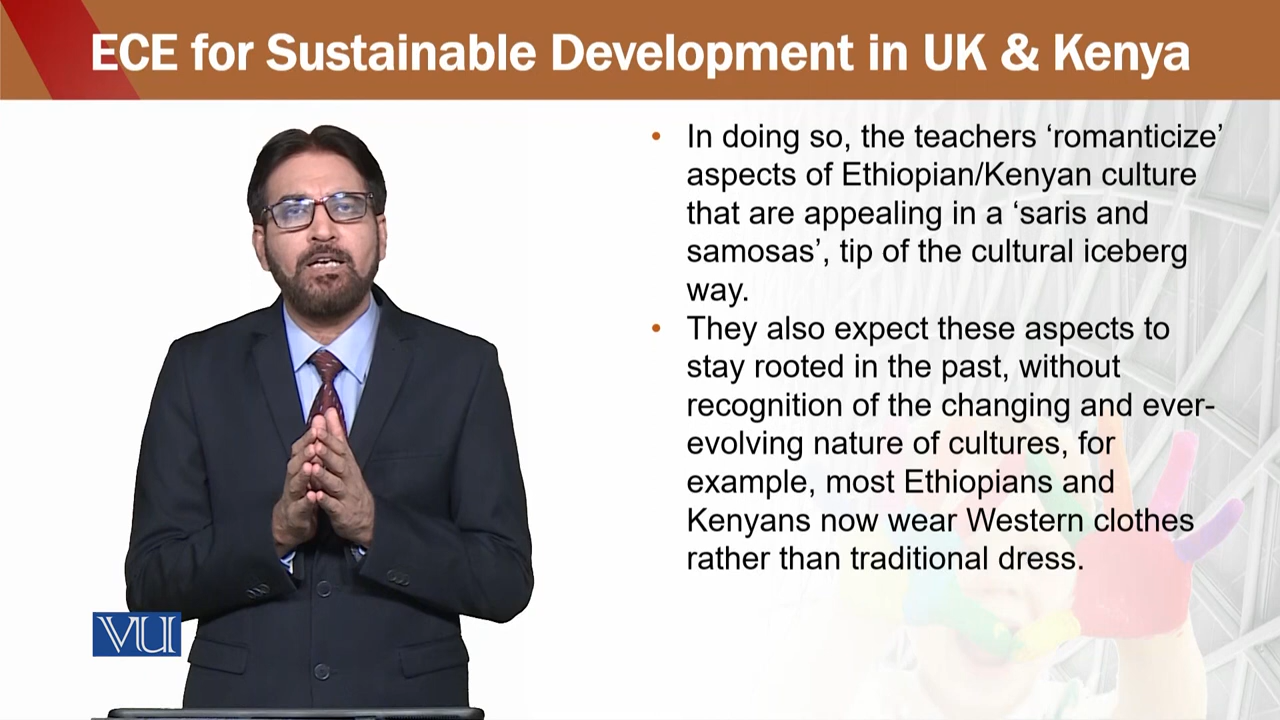 ECE for Sustainable Development in UK & Kenya
• In doing so, the teachers ‘romanticize’
aspects of Ethiopian/Kenyan culture
that are appealing in a ‘saris and
samosas’, tip of the cultural iceberg
way.
• They also expect these aspects to
stay rooted in the past, without
recognition of the changing and ever-
evolving nature of cultures, for
example, most Ethiopians and
Kenyans now wear Western clothes
rather than traditional dress.
VU